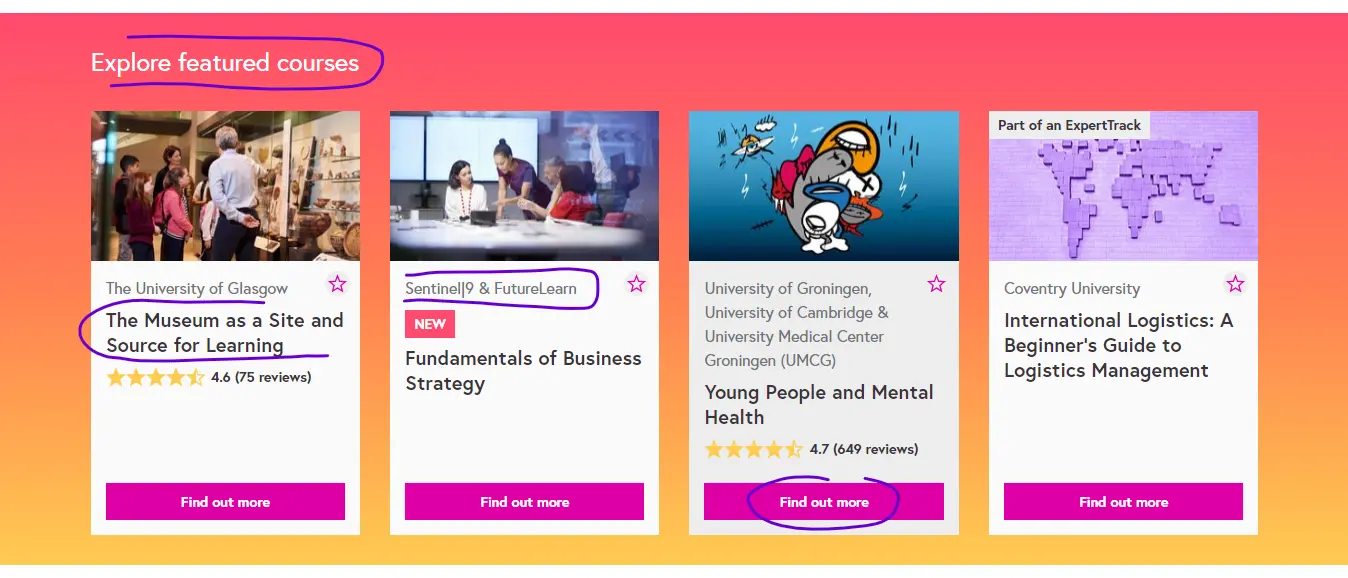 Explore featured courses
The University of Glasgow
The Museum as a Site and
Source for Learning
4.6 (75 reviews)
Find out more
Sentinel|9 & FutureLearn
NEW
Fundamentals of Business
Strategy
Find out more
University of Groningen,
University of Cambridge &
University Medical Center
Groningen (UMCG)
Young People and Mental
Health
4.7 (649 reviews)
Find out more
Part of an ExpertTrack
Coventry University
International Logistics: A
Beginner's Guide to
Logistics Management
Find out more